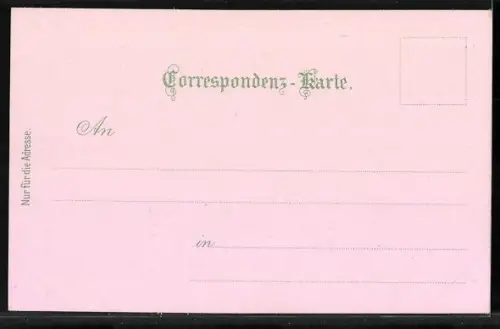 Correspondenz-Karte.
An
in
Nur für die Adresse.